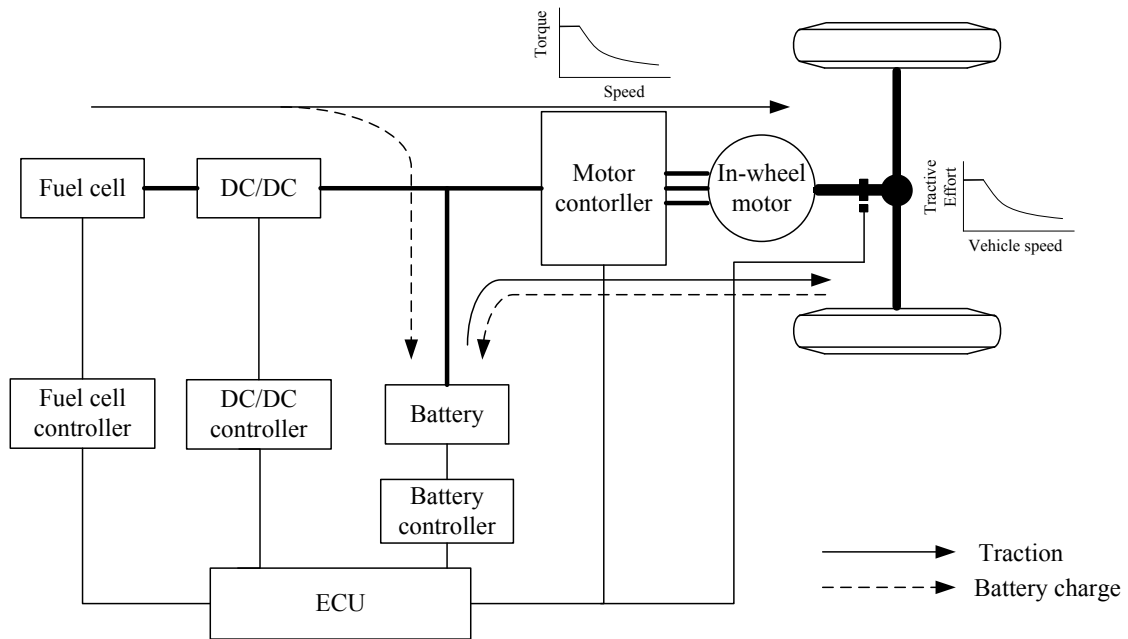 Torque
Speed
Fuel cell
DC/DC
Motor
contorller
In-wheel
motor
Tractive
Effort
Vehicle speed
Fuel cell
controller
DC/DC
controller
Battery
Battery
controller
ECU
Traction
Battery charge